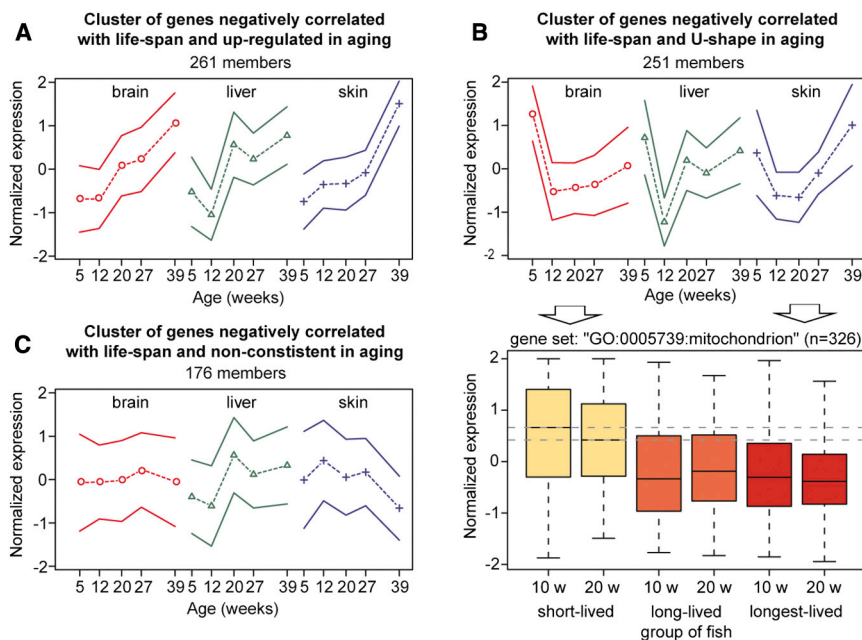 A
Cluster of genes negatively correlated
with life-span and up-regulated in aging
261 members
brain liver skin
Normalized expression
2
1
0
-1
-2
5 12 20 27 39 5 12 20 27 39 5 12 20 27 39
Age (weeks)
B
Cluster of genes negatively correlated
with life-span and U-shape in aging
251 members
brain liver skin
Normalized expression
2
1
0
-1
-2
5 12 20 27 39 5 12 20 27 39 5 12 20 27 39
Age (weeks)
gene set: "GO:0005739:mitochondrion" (n=326)
Normalized expression
2
1
0
-1
-2
10 w 20 w 10 w 20 w 10 w 20 w
short-lived long-lived longest-lived
group of fish
C
Cluster of genes negatively correlated
with life-span and non-constistent in aging
176 members
brain liver skin
Normalized expression
2
1
0
-1
-2
5 12 20 27 39 5 12 20 27 39 5 12 20 27 39
Age (weeks)